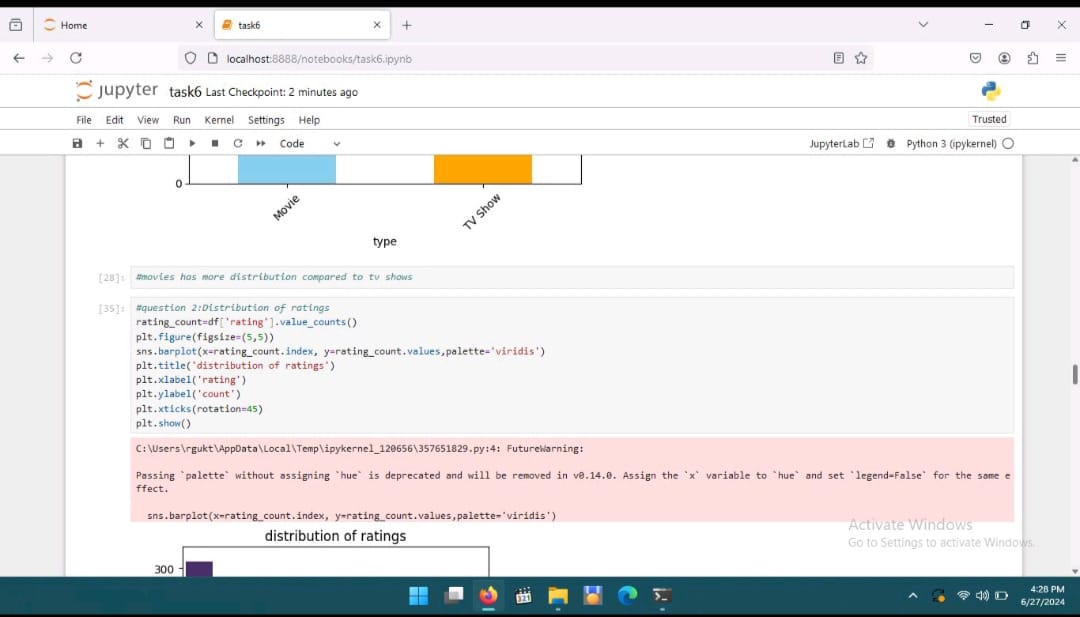 Home
task6
localhost:8888/notebooks/task6.ipynb
jupyter task6 Last Checkpoint: 2 minutes ago
File Edit View Run Kernel Settings Help
Trusted
Code
JupyterLab
Python 3 (ipykernel)
0
Movie
TV Show
type
[28]: #movies has more distribution compared to tv shows
[35]: #question 2:Distribution of ratings
rating_count=df['rating'].value_counts()
plt.figure(figsize=(5,5))
sns.barplot(x=rating_count.index, y=rating_count.values,palette='viridis')
plt.title('distribution of ratings')
plt.xlabel('rating')
plt.ylabel('count')
plt.xticks(rotation=45)
plt.show()
C:\Users\rgukt\AppData\Local\Temp\ipykernel_120656\357651829.py:4: FutureWarning:
Passing `palette` without assigning `hue` is deprecated and will be removed in v0.14.0. Assign the `x` variable to `hue` and set `legend=False` for the same e
ffect.
sns.barplot(x=rating_count.index, y=rating_count.values,palette='viridis')
distribution of ratings
300
Activate Windows
Go to Settings to activate Windows.
321
4:28 PM
6/27/2024